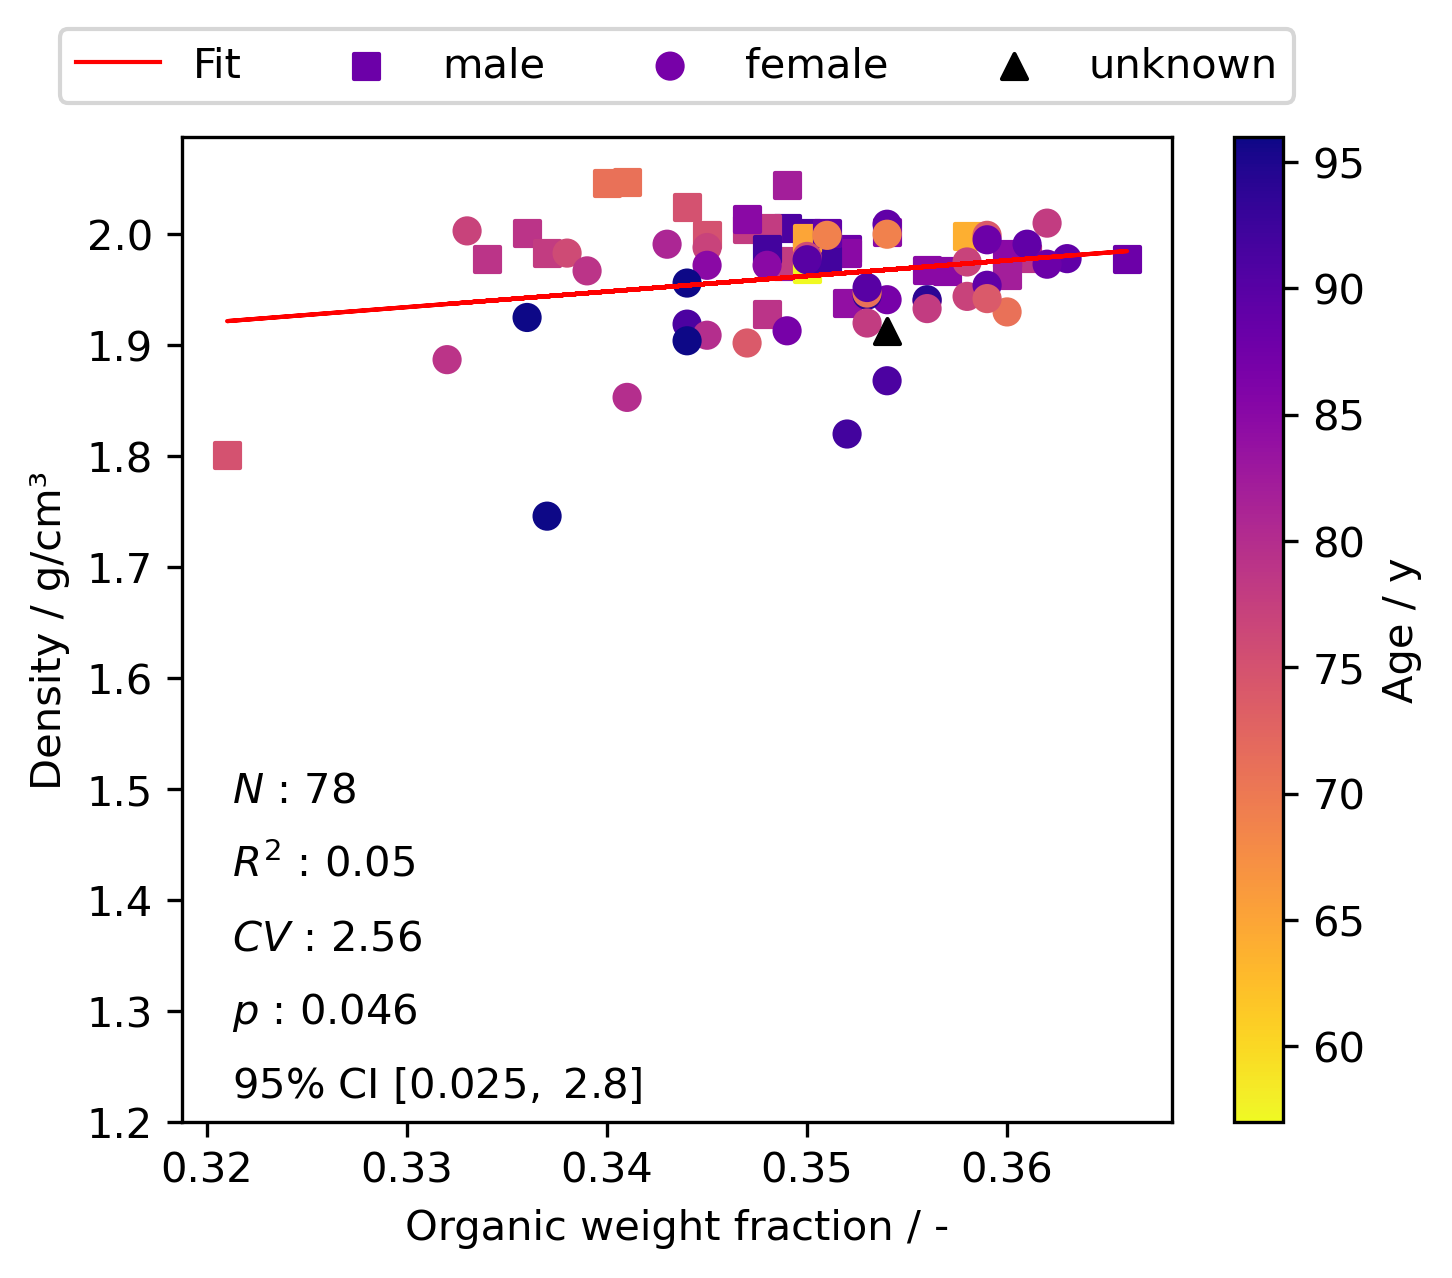 Fit male female unknown
2.0
1.9
1.8
1.7
1.6
1.5
1.4
1.3
1.2
Density / g/cm³
N : 78
R² : 0.05
CV : 2.56
p : 0.046
95% CI [0.025, 2.8]
0.32 0.33 0.34 0.35 0.36
Organic weight fraction / -
95
90
85
80
75
70
65
60
Age / y